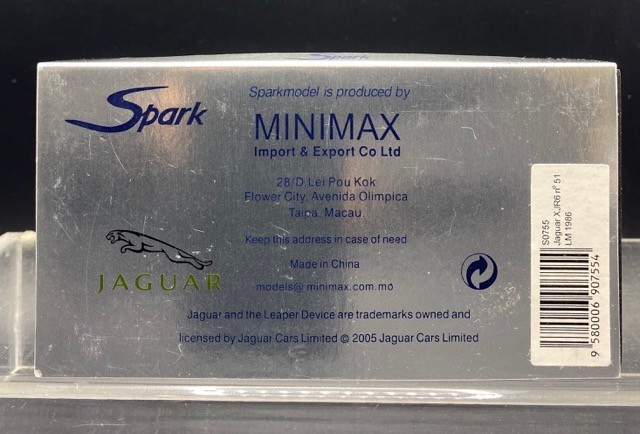 Spark
Sparkmodel is produced by
MINIMAX
Import & Export Co Ltd
28/D,Lei Pou Kok
Flower City, Avenida Olimpica
Taipa, Macau.
Keep this address in case of need
Made in China
models@minimax.com.mo
JAGUAR
Jaguar and the Leaper Device are trademarks owned and
licensed by Jaguar Cars Limited © 2005 Jaguar Cars Limited
S0755
Jaguar XJR6 n° 51
LM 1986
9 580006 907554